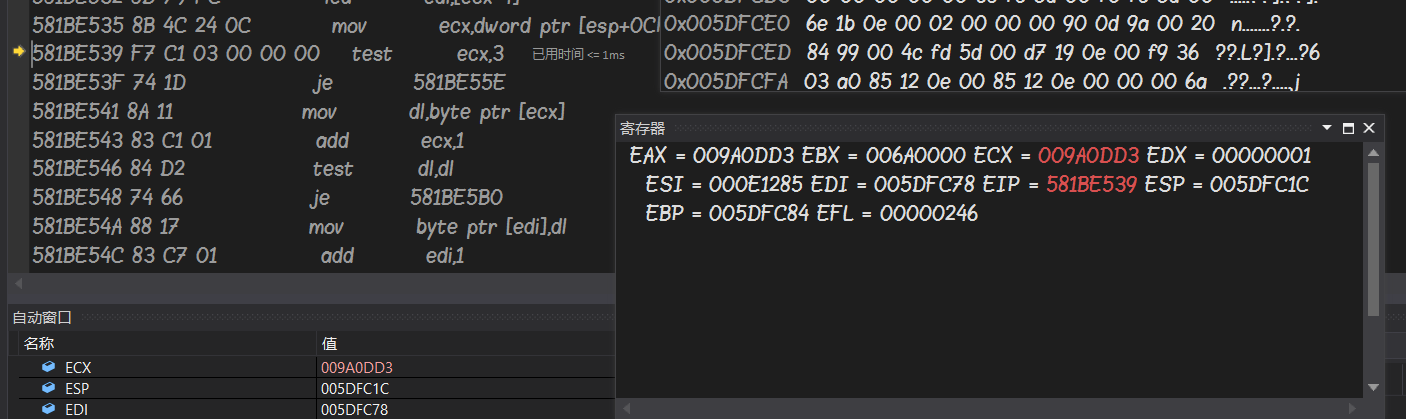 581BE535 8B 4C 24 0C mov ecx,dword ptr [esp+0C
581BE539 F7 C1 03 00 00 00 test ecx,3 已用时间 <= 1ms
581BE53F 74 1D je 581BE55E
581BE541 8A 11 mov dl,byte ptr [ecx]
581BE543 83 C1 01 add ecx,1
581BE546 84 D2 test dl,dl
581BE548 74 66 je 581BE5B0
581BE54A 88 17 mov byte ptr [edi],dl
581BE54C 83 C7 01 add edi,1
0x005DFCE0 6e 1b 0e 00 02 00 00 00 00 90 0d 9a 00 20 n.......?.?.
0x005DFCED 84 99 00 4c fd 5d 00 d7 19 0e 00 f9 36 ??.L?].?...?6
0x005DFCFA 03 a0 85 12 0e 00 85 12 0e 00 00 00 6a .??...?.....j
寄存器
EAX = 009A0DD3 EBX = 006A0000 ECX = 009A0DD3 EDX = 00000001
ESI = 000E1285 EDI = 005DFC78 EIP = 581BE539 ESP = 005DFC1C
EBP = 005DFC84 EFL = 00000246
自动窗口
名称 值
ECX 009A0DD3
ESP 005DFC1C
EDI 005DFC78